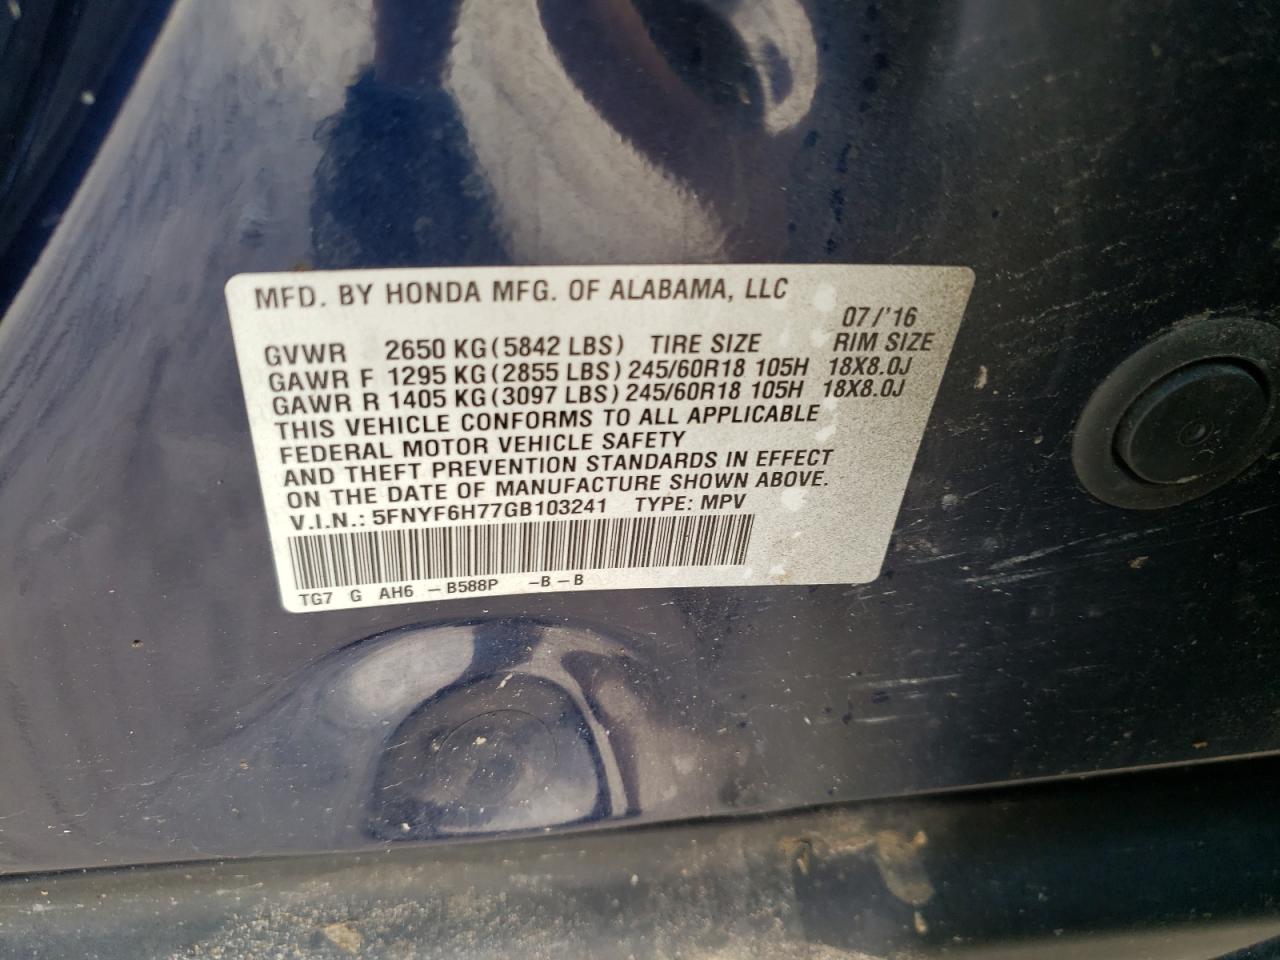 MFD. BY HONDA MFG. OF ALABAMA, LLC
07/'16
GVWR 2650 KG(5842 LBS) TIRE SIZE RIM SIZE
GAWR F 1295 KG(2855 LBS) 245/60R18 105H 18X8.0J
GAWR R 1405 KG(3097 LBS) 245/60R18 105H 18X8.0J
THIS VEHICLE CONFORMS TO ALL APPLICABLE
FEDERAL MOTOR VEHICLE SAFETY
AND THEFT PREVENTION STANDARDS IN EFFECT
ON THE DATE OF MANUFACTURE SHOWN ABOVE.
V.I.N.: 5FNYF6H77GB103241 TYPE: MPV
TG7 G AH6 -B588P -B-B